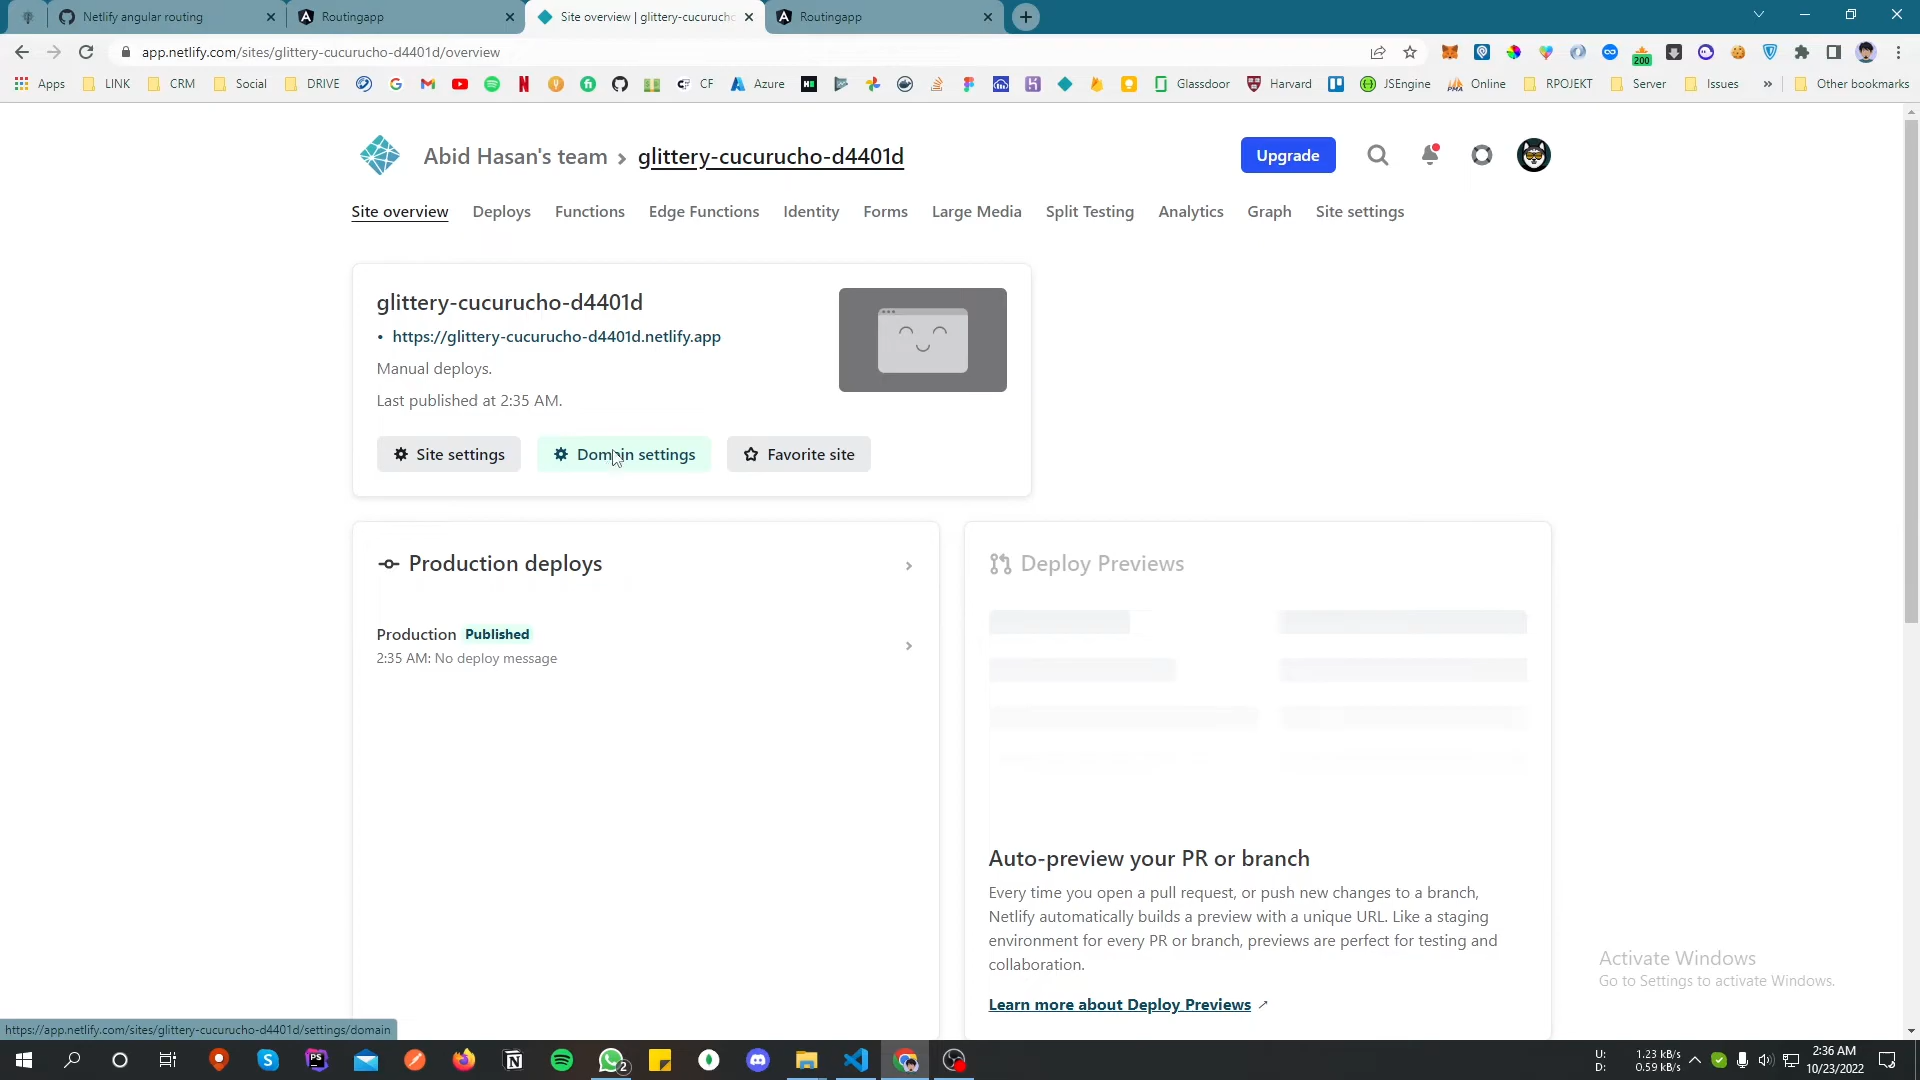 Netlify angular routing
Routingapp
Site overview | glittery-cucurucho
Routingapp
app.netlify.com/sites/glittery-cucurucho-d4401d/overview
200
Apps
LINK
CRM
Social
DRIVE
CF
Azure
Glassdoor
Harvard
JSEngine
Online
RPOJEKT
Server
Issues
Other bookmarks
Abid Hasan's team
glittery-cucurucho-d4401d
Upgrade
Site overview
Deploys
Functions
Edge Functions
Identity
Forms
Large Media
Split Testing
Analytics
Graph
Site settings
glittery-cucurucho-d4401d
• https://glittery-cucurucho-d4401d.netlify.app
Manual deploys.
Last published at 2:35 AM.
Site settings
Domain settings
Favorite site
Production deploys
Production Published
2:35 AM: No deploy message
Deploy Previews
Auto-preview your PR or branch
Every time you open a pull request, or push new changes to a branch,
Netlify automatically builds a preview with a unique URL. Like a staging
environment for every PR or branch, previews are perfect for testing and
collaboration.
Learn more about Deploy Previews
Activate Windows
Go to Settings to activate Windows.
https://app.netlify.com/sites/glittery-cucurucho-d4401d/settings/domain
2
U: 1.23 kB/s
D: 0.59 kB/s
2:36 AM
10/23/2022